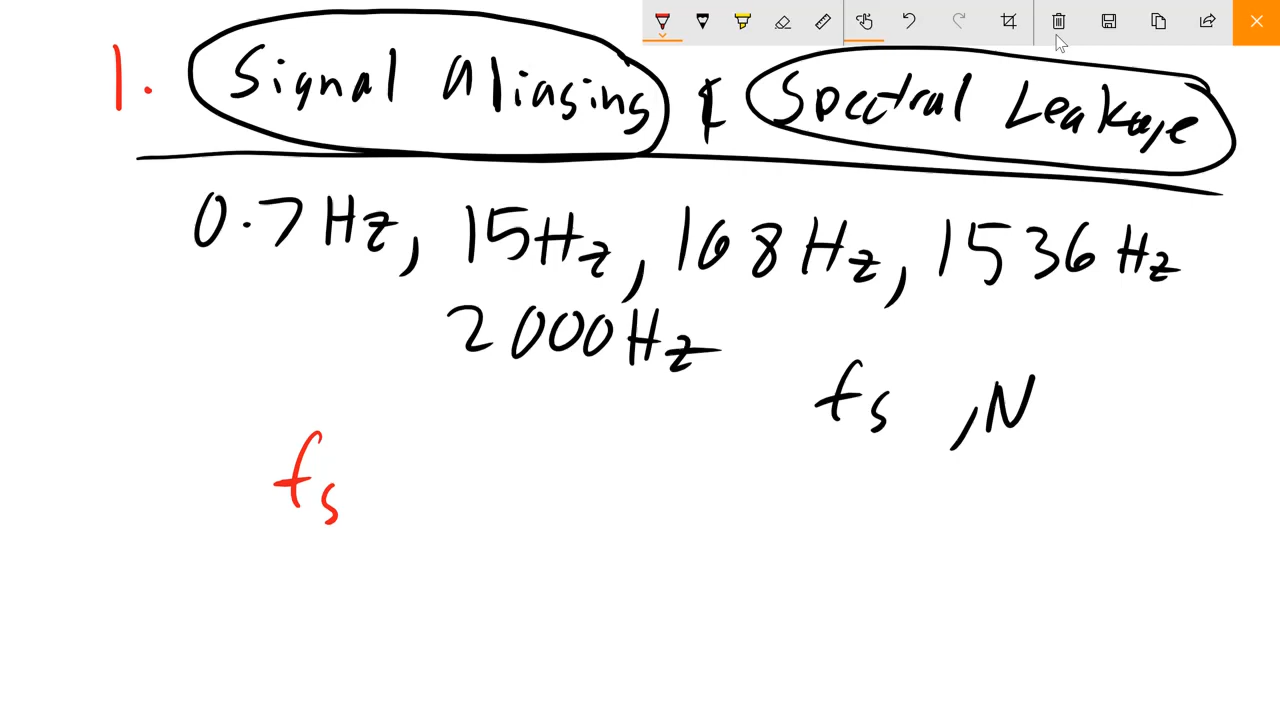 1. Signal aliasing & Spectral Leakage
0.7 Hz, 15 Hz, 168 Hz, 1536 Hz
2000 Hz
fs , N
fs